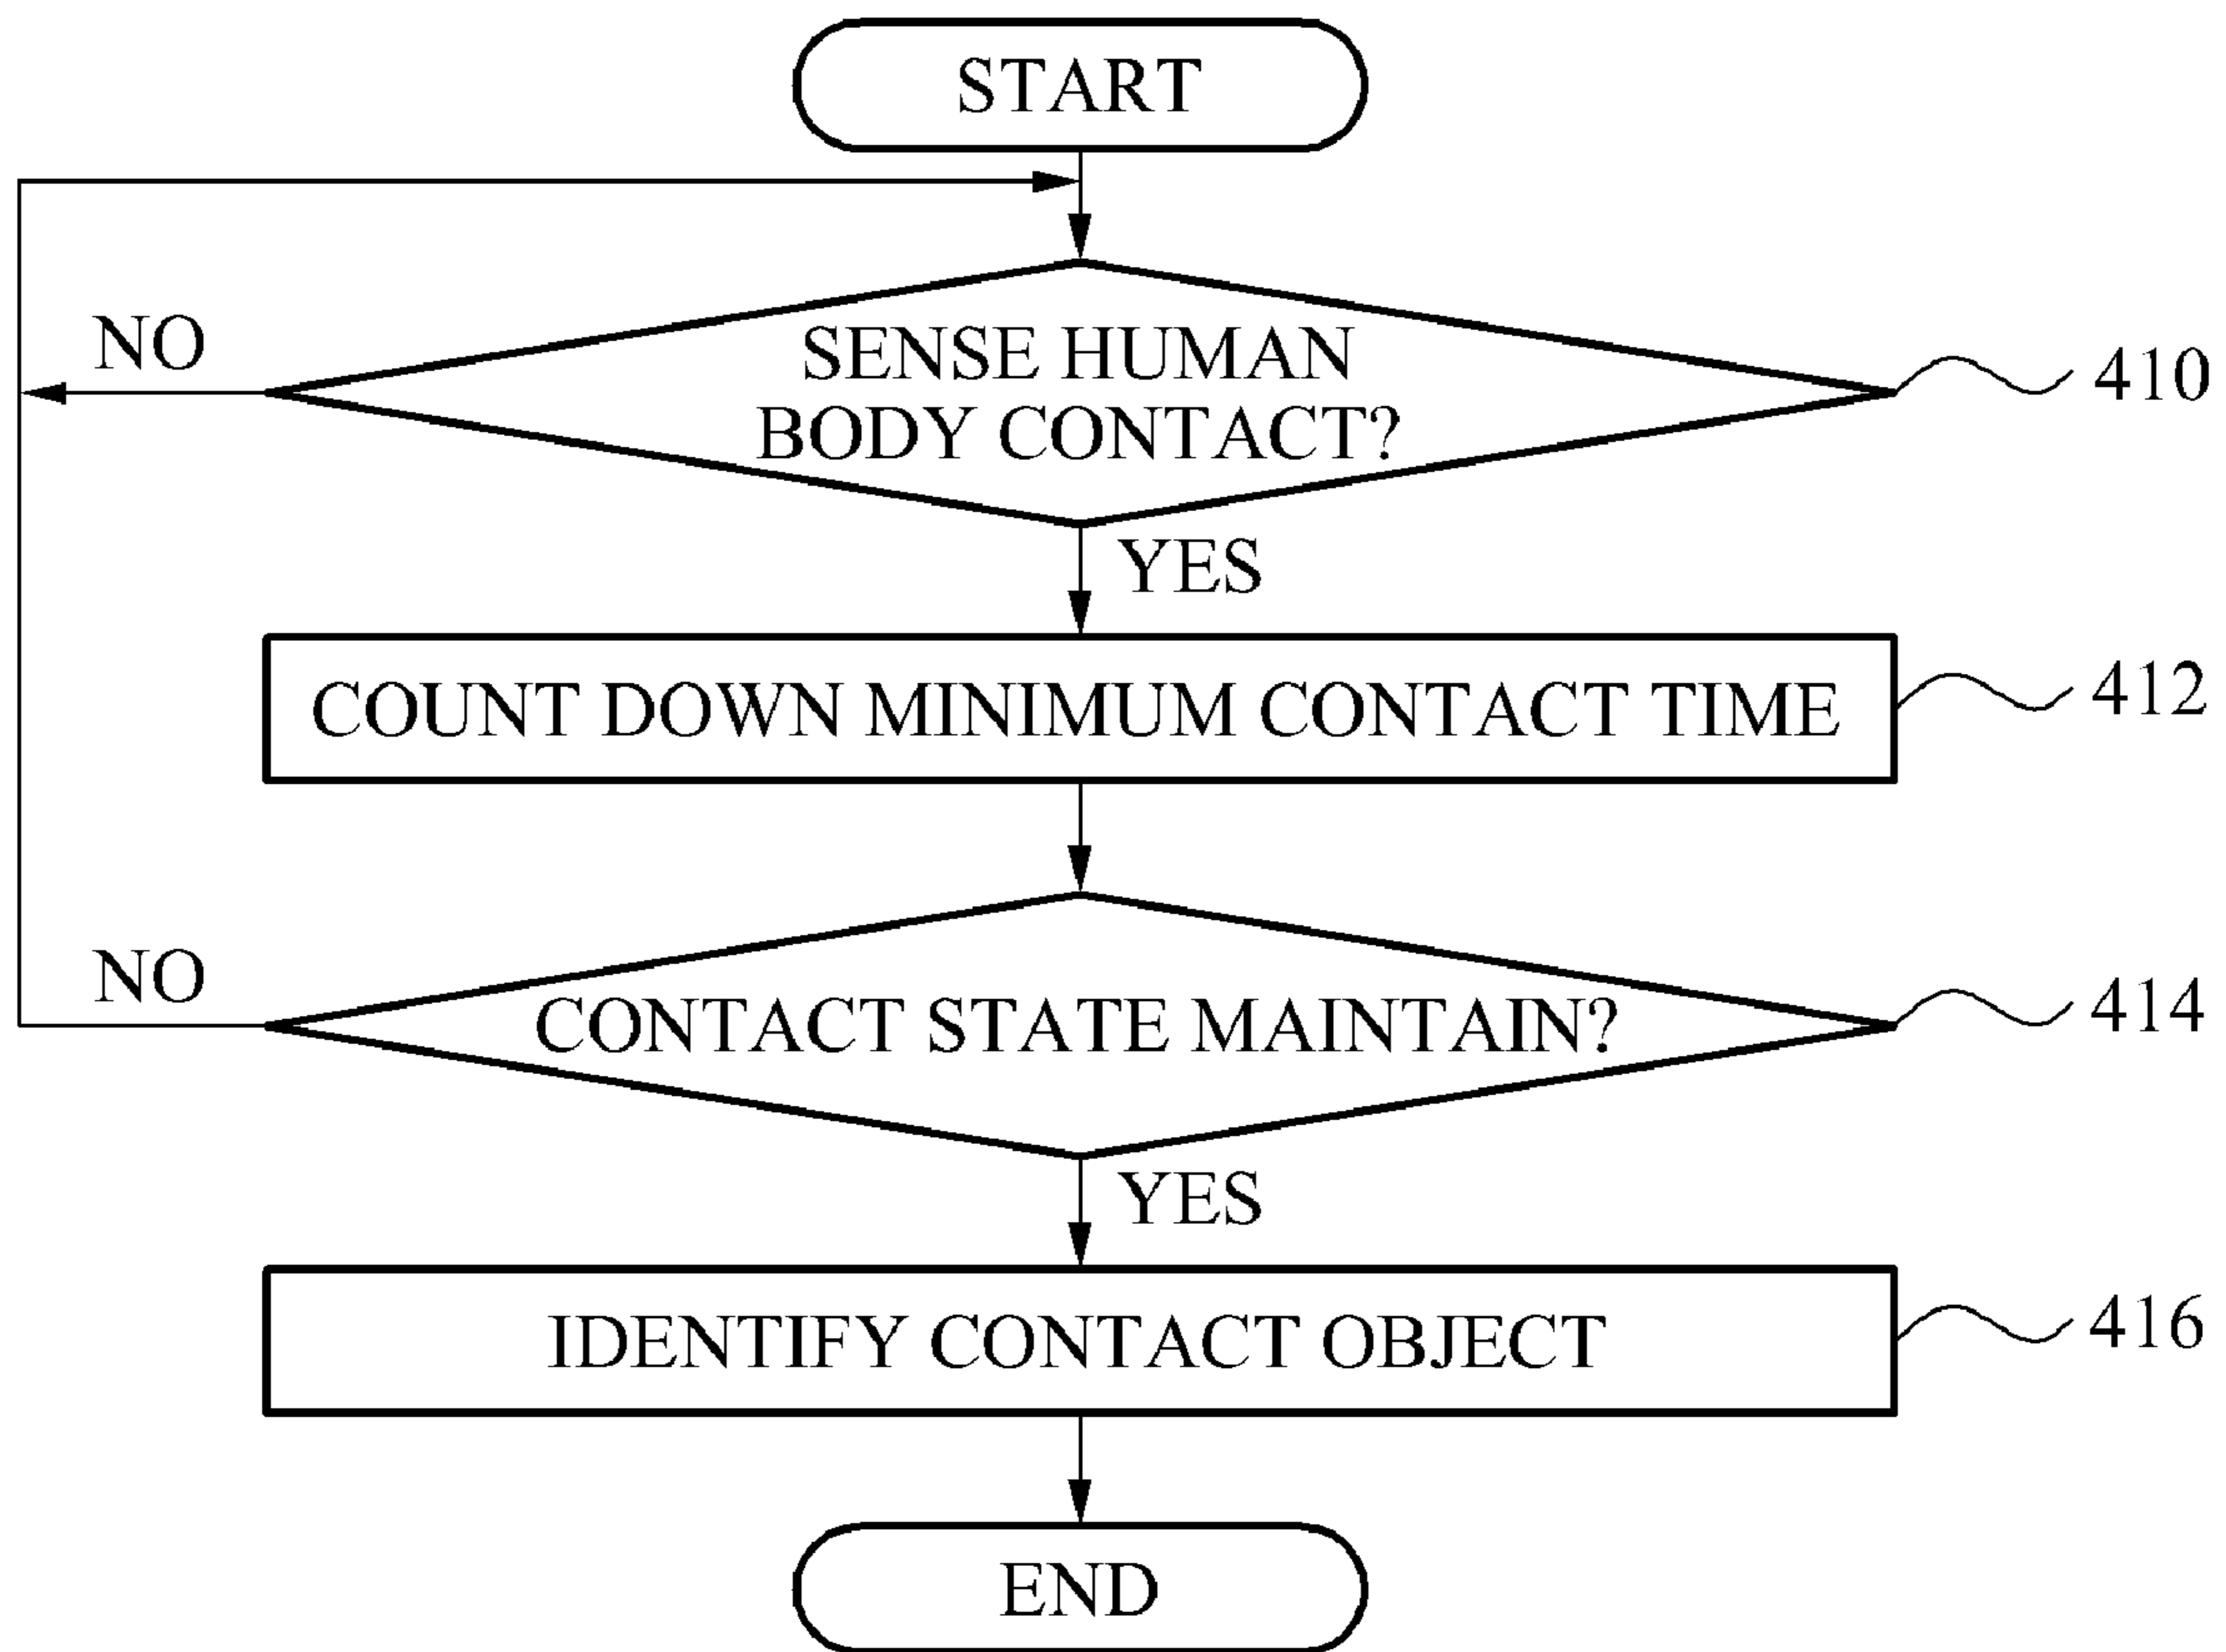 START
NO
SENSE HUMAN
BODY CONTACT?
410
YES
COUNT DOWN MINIMUM CONTACT TIME
412
NO
CONTACT STATE MAINTAIN?
414
YES
IDENTIFY CONTACT OBJECT
416
END